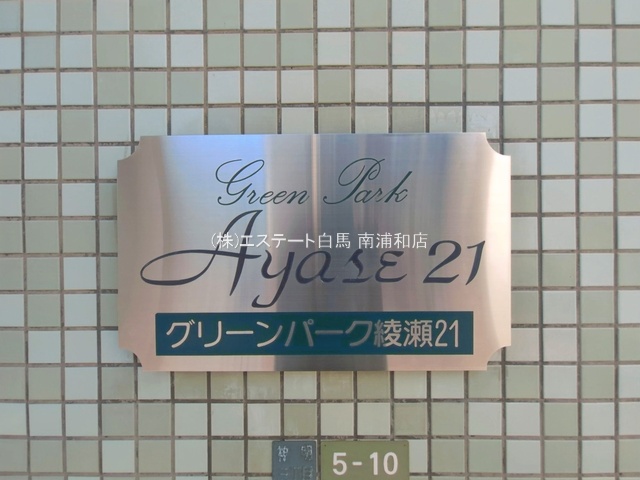 Green Park
(株)エステート白馬 南浦和店
Ayase 21
グリーンパーク綾瀬21
5-10